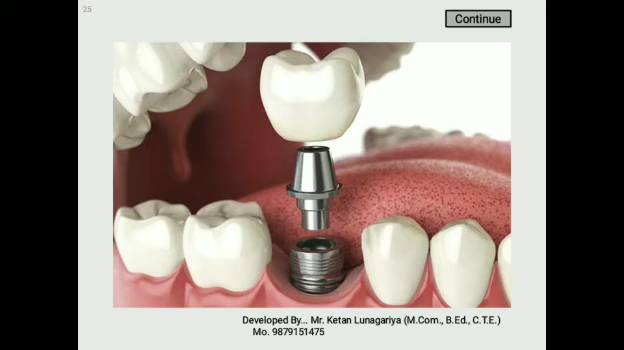 25
Continue
Developed By... Mr. Ketan Lunagariya (M.Com., B.Ed., C.T.E.)
Mo. 9879151475